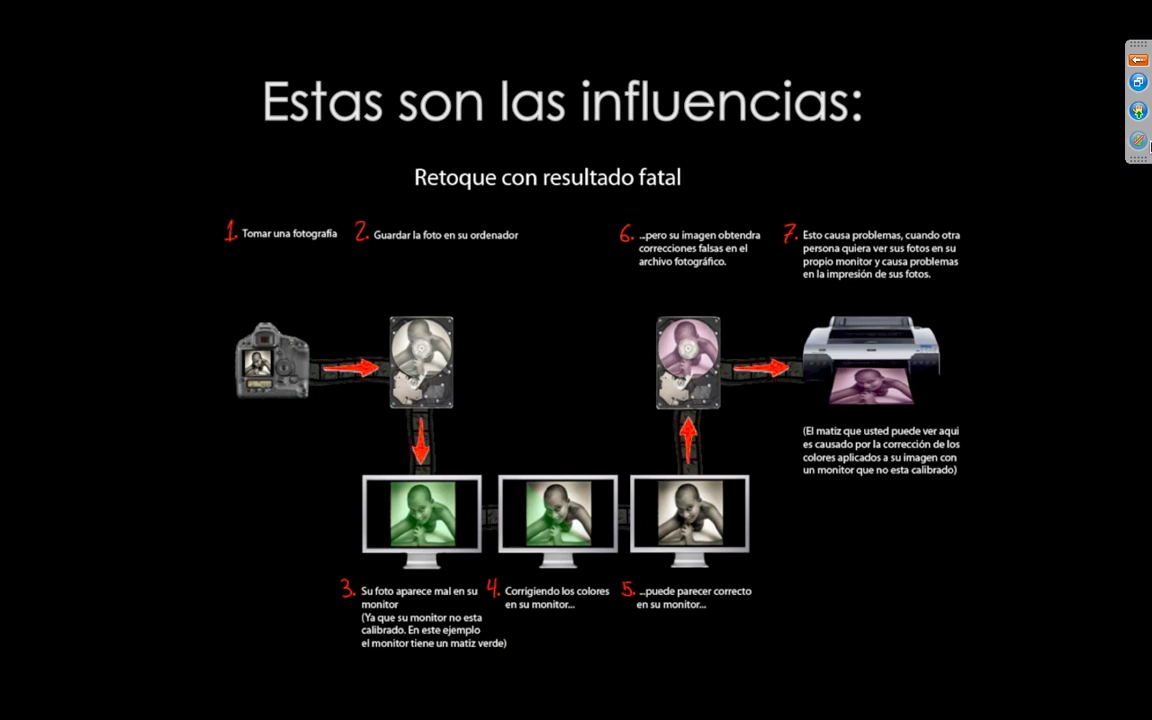 Estas son las influencias:
Retoque con resultado fatal
1. Tomar una fotografía
2. Guardar la foto en su ordenador
6. ...pero su imagen obtendra
correcciones falsas en el
archivo fotográfico.
7. Esto causa problemas, cuando otra
persona quiera ver sus fotos en su
propio monitor y causa problemas
en la impresión de sus fotos.
(El matiz que usted puede ver aqui
es causado por la corrección de los
colores aplicados a su imagen con
un monitor que no esta calibrado)
3. Su foto aparece mal en su
monitor
(Ya que su monitor no esta
calibrado. En este ejemplo
el monitor tiene un matiz verde)
4. Corrigiendo los colores
en su monitor...
5. ...puede parecer correcto
en su monitor...